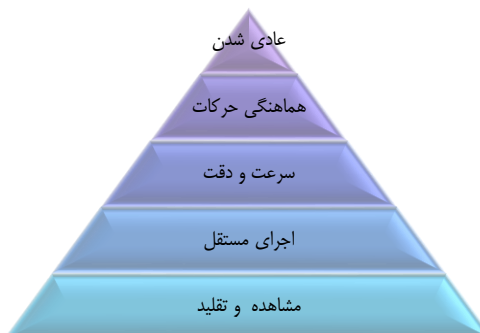 عادی شدن
هماهنگی حرکات
سرعت و دقت
اجرای مستقل
مشاهده و تقلید